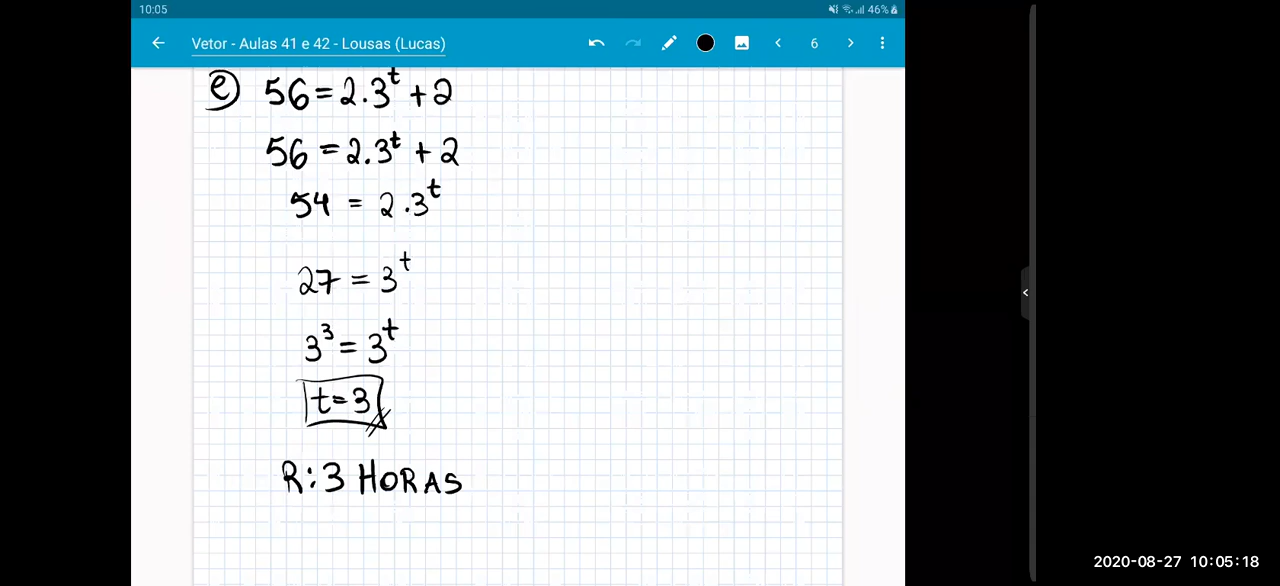 10:05
46%
Vetor - Aulas 41 e 42 - Lousas (Lucas)
6
e) 56 = 2.3^t + 2
56 = 2.3^t + 2
54 = 2.3^t
27 = 3^t
3^3 = 3^t
t = 3
R: 3 HORAS
2020-08-27 10:05:18